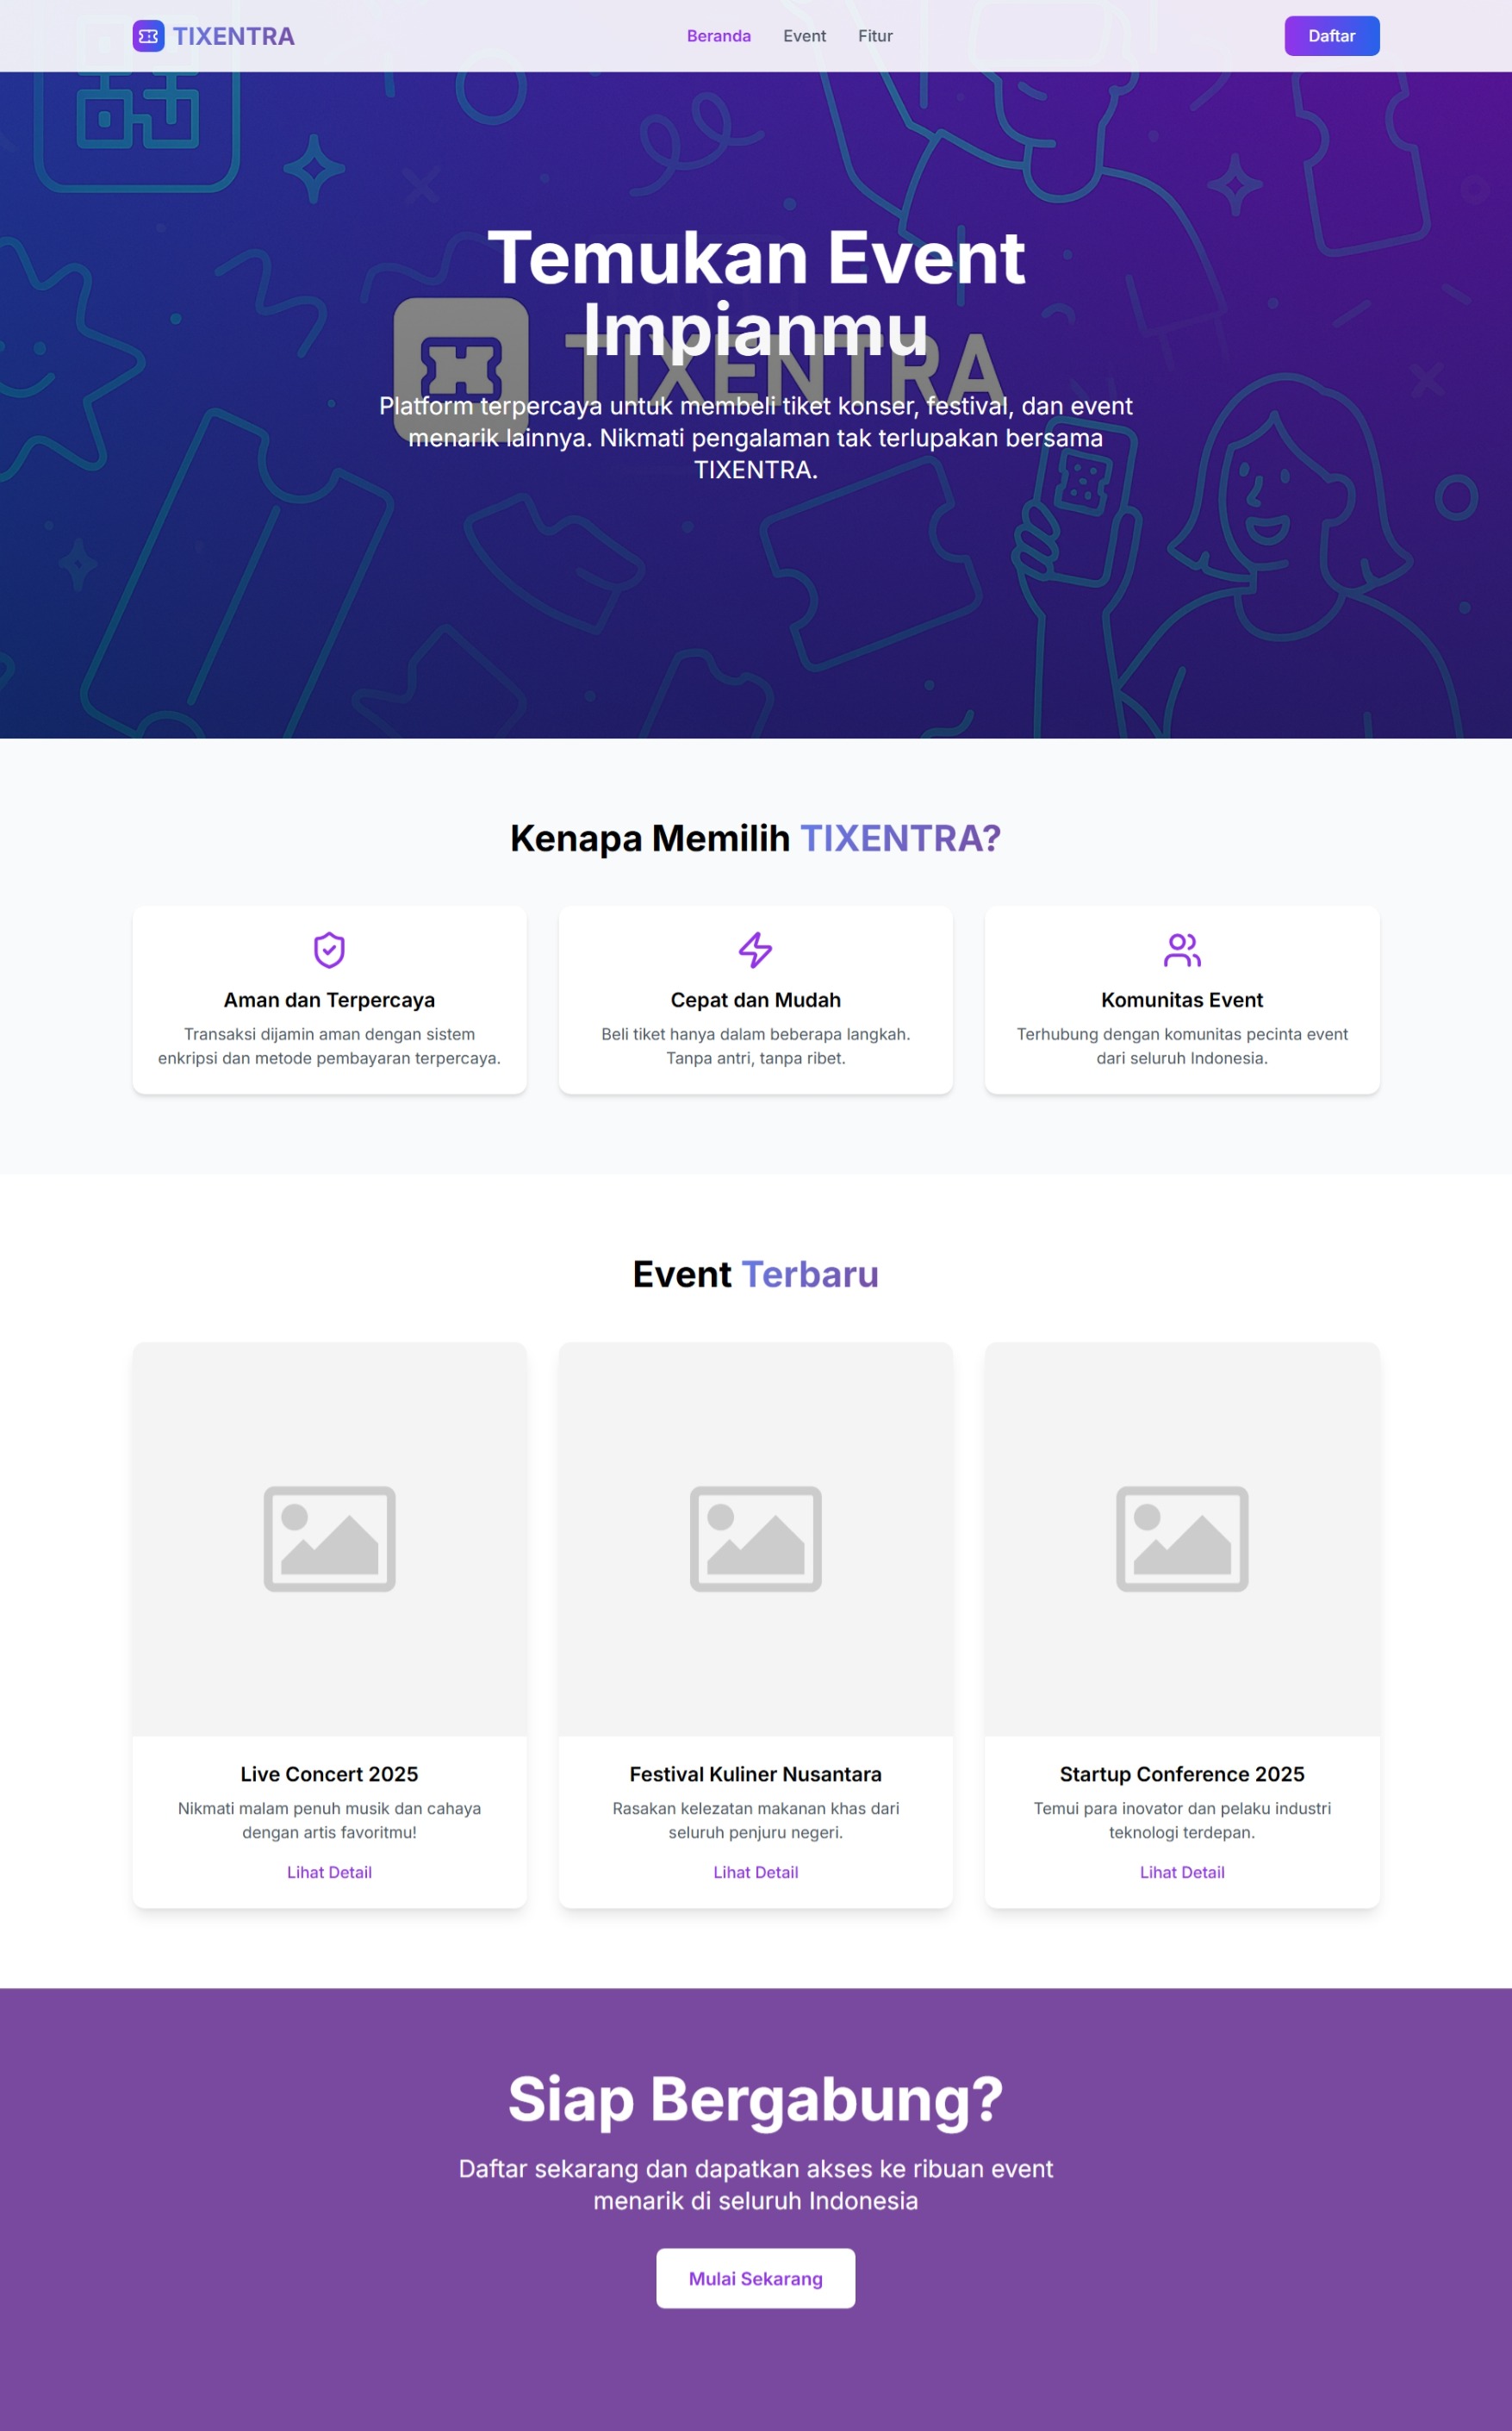 TIXENTRA
Beranda
Event
Fitur
Daftar
Temukan Event
Impianmu
TIXENTRA
Platform terpercaya untuk membeli tiket konser, festival, dan event
menarik lainnya. Nikmati pengalaman tak terlupakan bersama
TIXENTRA.
Kenapa Memilih TIXENTRA?
Aman dan Terpercaya
Transaksi dijamin aman dengan sistem
enkripsi dan metode pembayaran terpercaya.
Cepat dan Mudah
Beli tiket hanya dalam beberapa langkah.
Tanpa antri, tanpa ribet.
Komunitas Event
Terhubung dengan komunitas pecinta event
dari seluruh Indonesia.
Event Terbaru
Live Concert 2025
Nikmati malam penuh musik dan cahaya
dengan artis favoritmu!
Lihat Detail
Festival Kuliner Nusantara
Rasakan kelezatan makanan khas dari
seluruh penjuru negeri.
Lihat Detail
Startup Conference 2025
Temui para inovator dan pelaku industri
teknologi terdepan.
Lihat Detail
Siap Bergabung?
Daftar sekarang dan dapatkan akses ke ribuan event
menarik di seluruh Indonesia
Mulai Sekarang